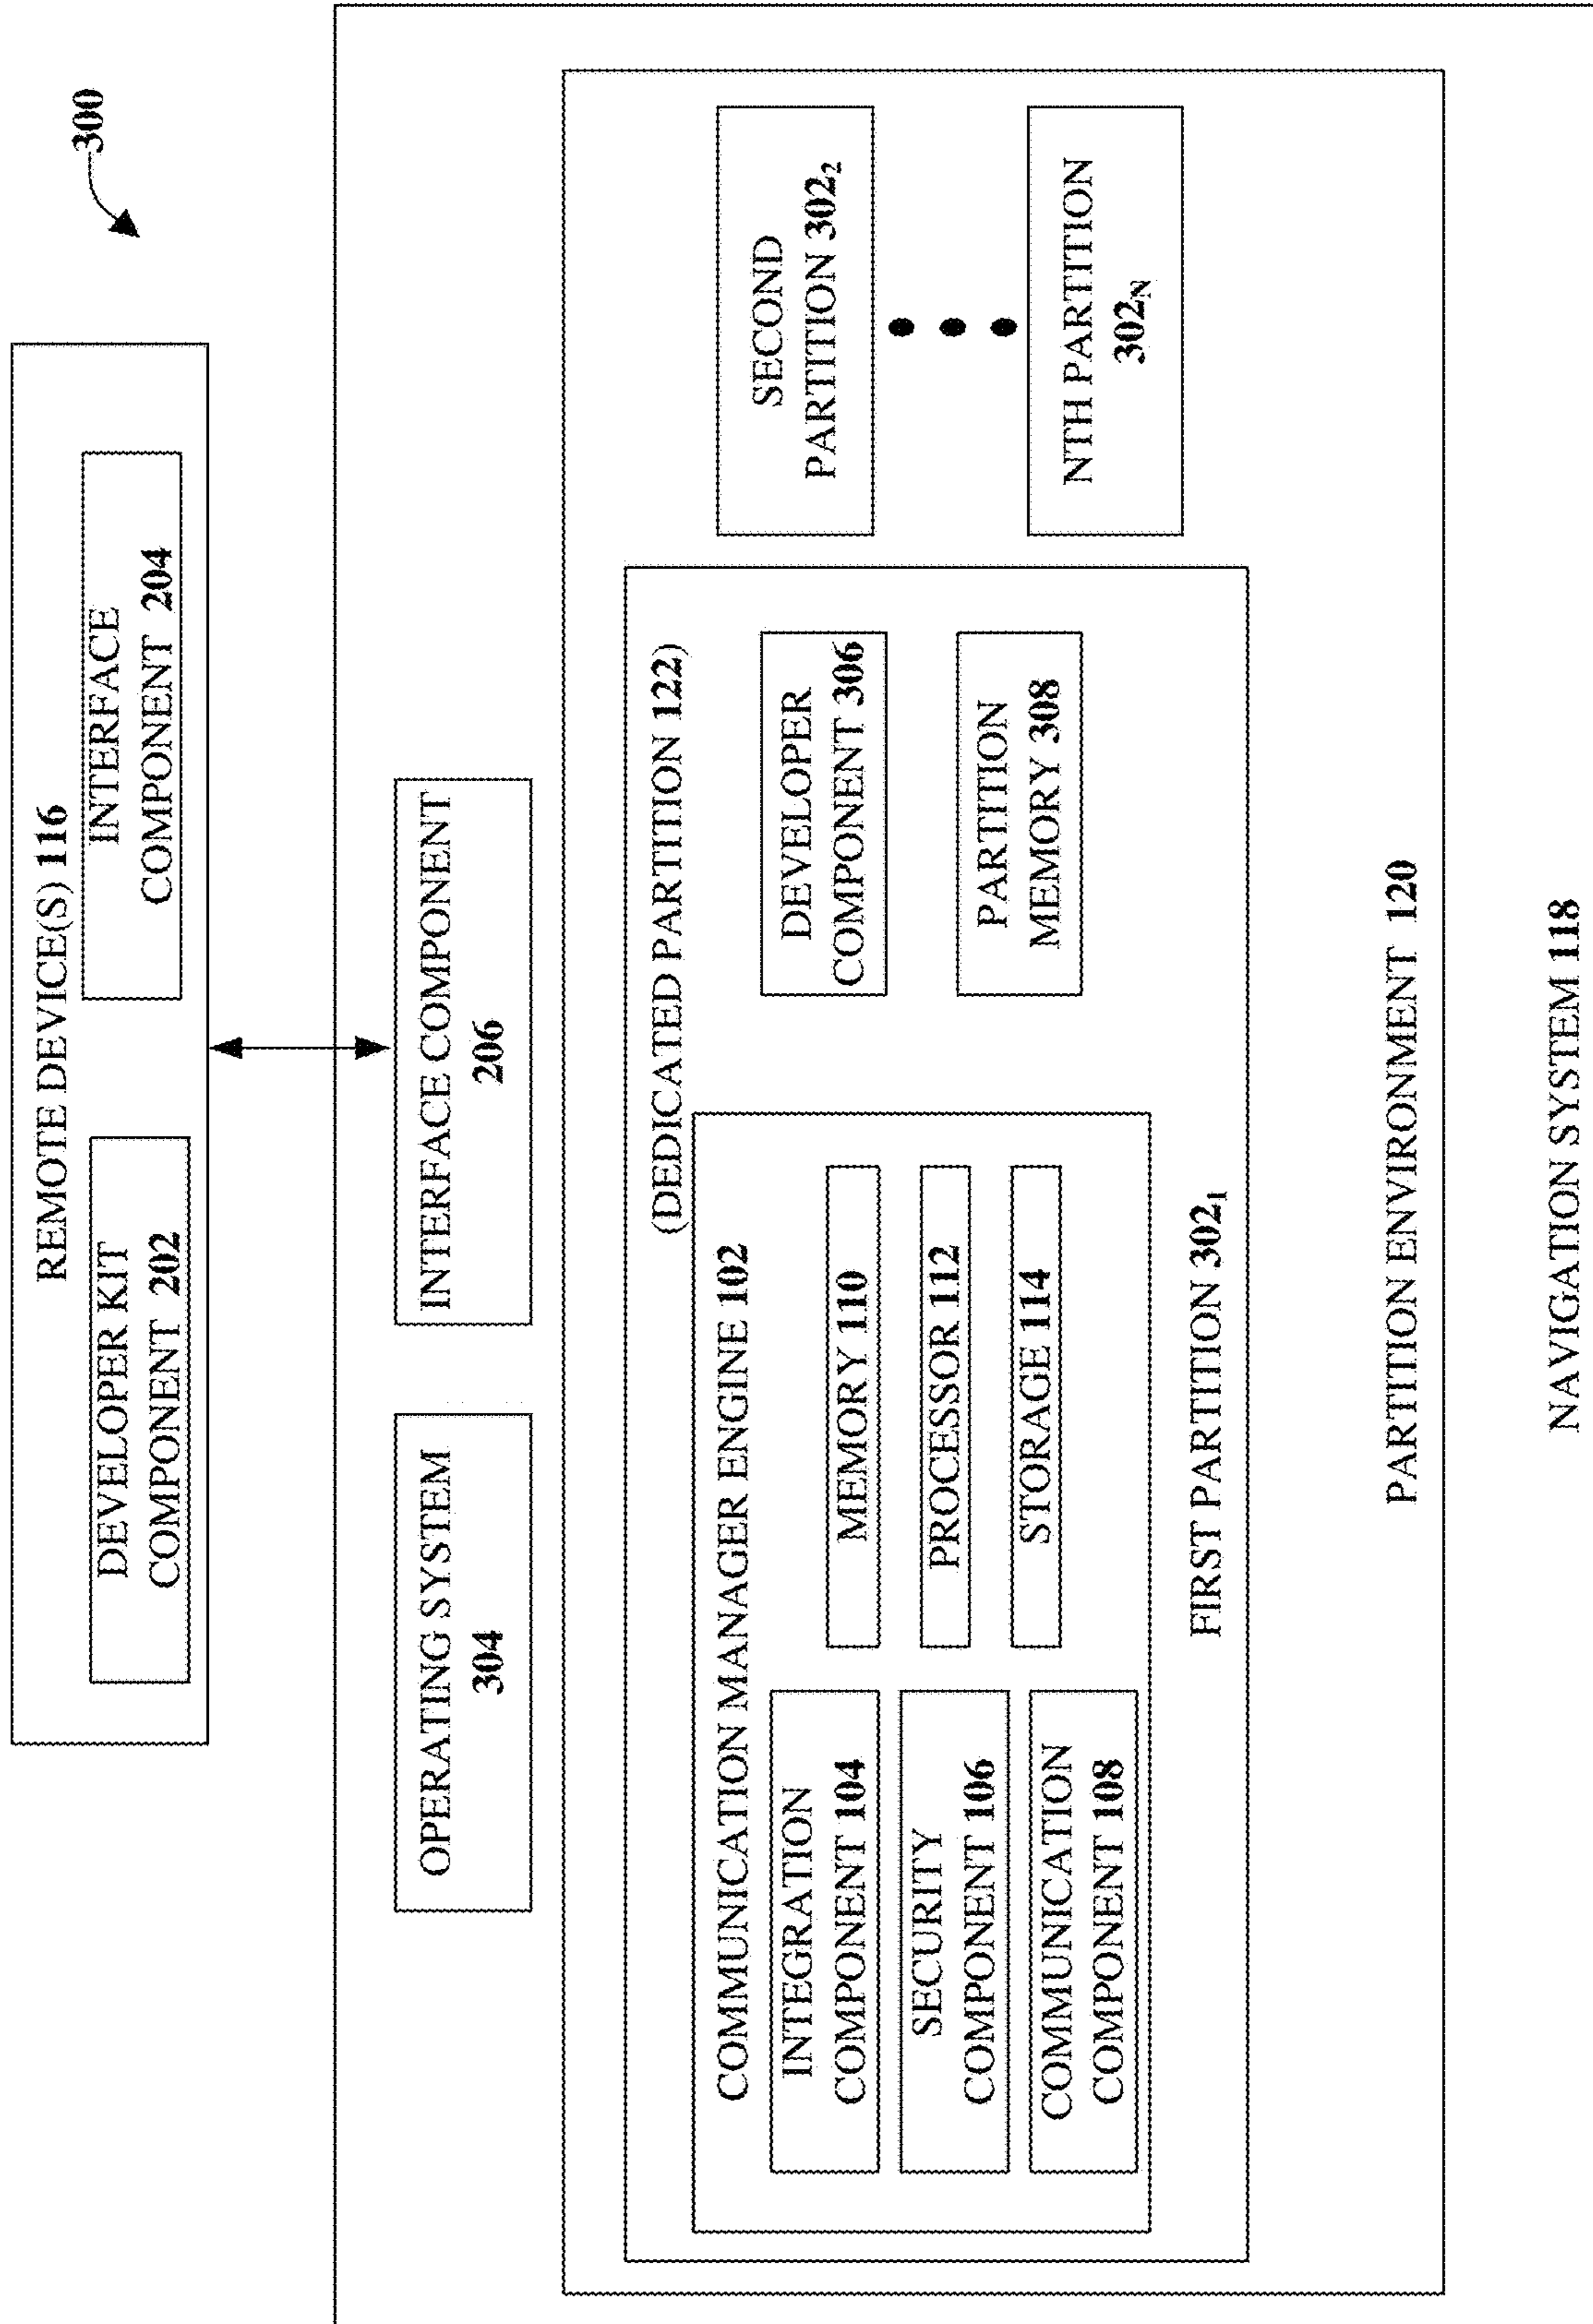 300
REMOTE DEVICE(S) 116
DEVELOPER KIT
COMPONENT 202
INTERFACE
COMPONENT 204
OPERATING SYSTEM
304
INTERFACE COMPONENT
206
(DEDICATED PARTITION 122)
COMMUNICATION MANAGER ENGINE 102
INTEGRATION
COMPONENT 104
SECURITY
COMPONENT 106
COMMUNICATION
COMPONENT 108
MEMORY 110
PROCESSOR 112
STORAGE 114
DEVELOPER
COMPONENT 306
PARTITION
MEMORY 308
FIRST PARTITION 302₁
SECOND
PARTITION 302₂
NTH PARTITION
302_N
PARTITION ENVIRONMENT 120
NAVIGATION SYSTEM 118